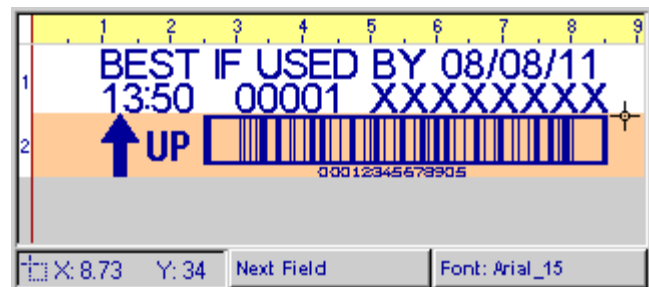 1 2 3 4 5 6 7 8 9
1
BEST IF USED BY 08/08/11
13:50 00001 XXXXXXXX
2
UP
00012345678905
X: 8.73 Y: 34 Next Field Font: Arial_15